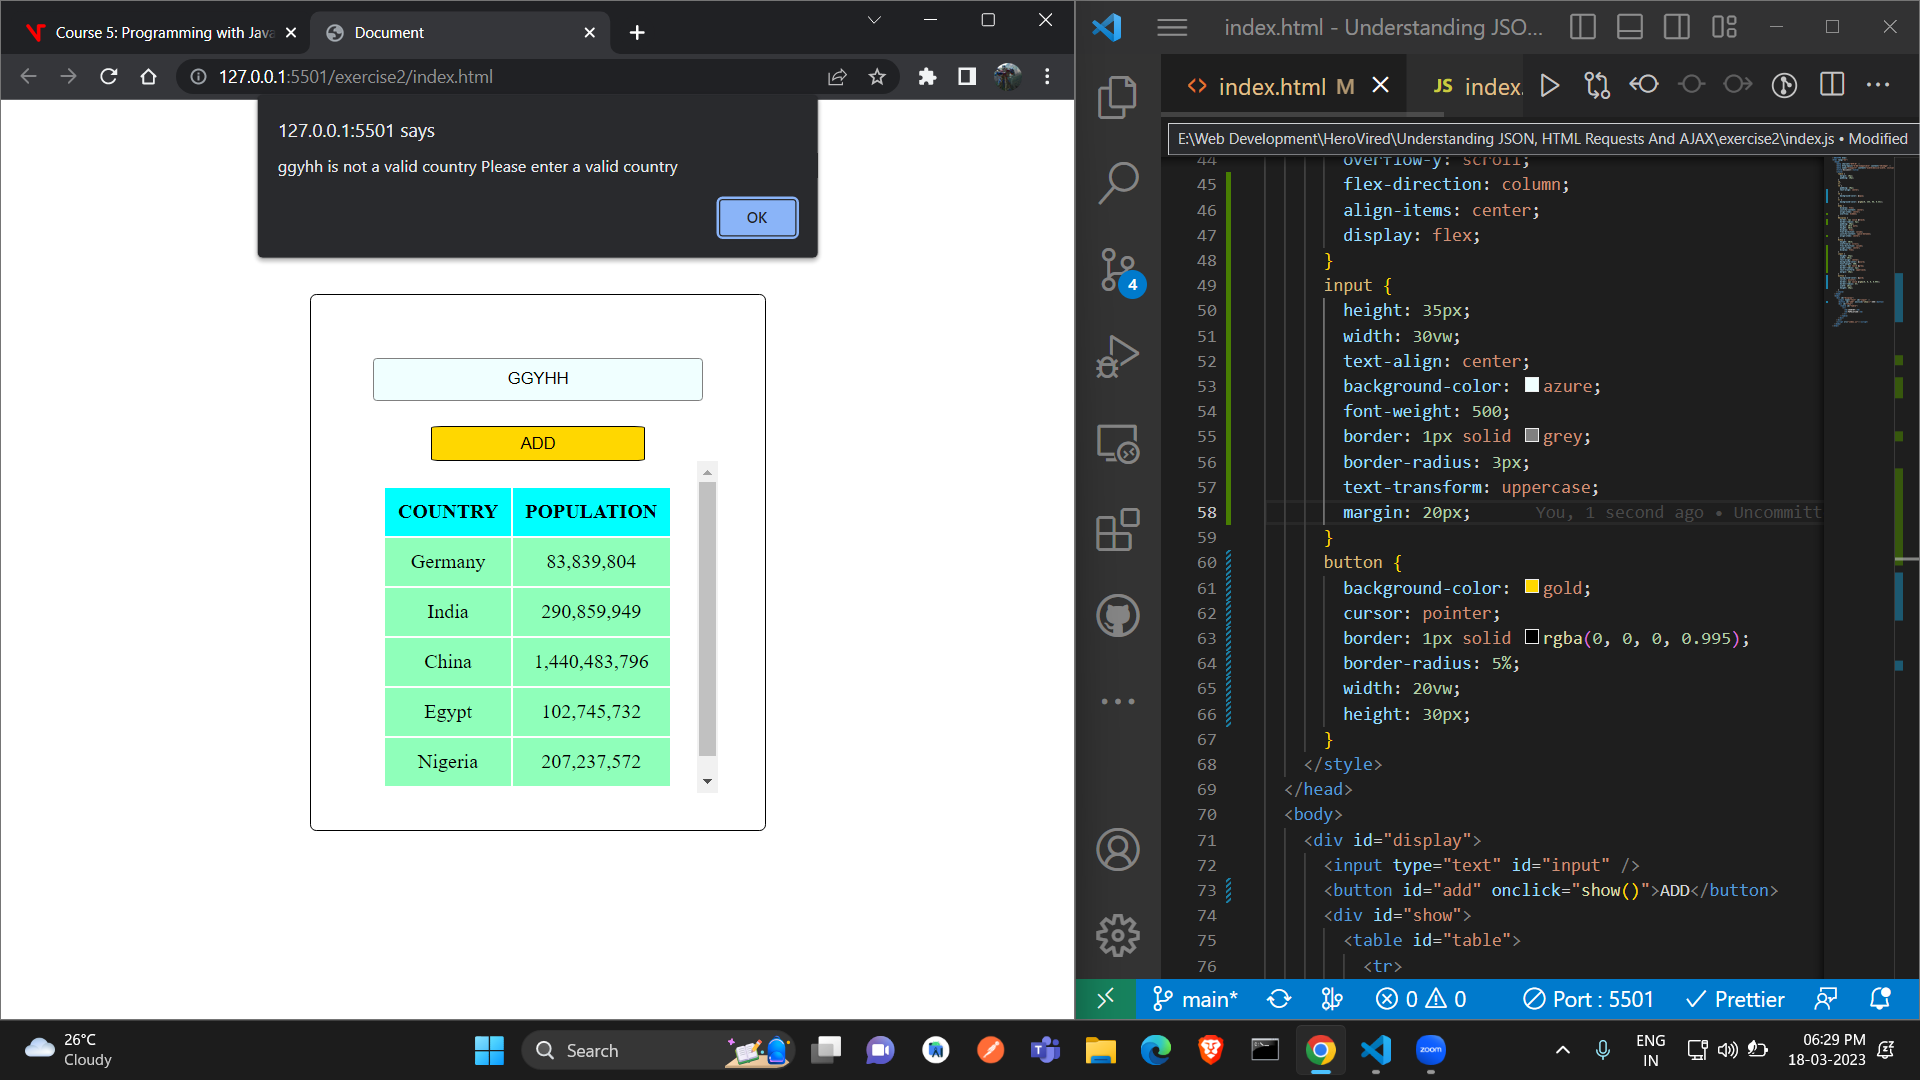 Course 5: Programming with Java
Document
127.0.0.1:5501/exercise2/index.html
127.0.0.1:5501 says
ggyhh is not a valid country Please enter a valid country
OK
GGYHH
ADD
COUNTRY POPULATION
Germany 83,839,804
India 290,859,949
China 1,440,483,796
Egypt 102,745,732
Nigeria 207,237,572
index.html - Understanding JSO...
<> index.html M
JS index.
E:\Web Development\HeroVired\Understanding JSON, HTML Requests And AJAX\exercise2\index.js • Modified
4
44 overflow-y: scroll;
45 flex-direction: column;
46 align-items: center;
47 display: flex;
48 }
49 input {
50 height: 35px;
51 width: 30vw;
52 text-align: center;
53 background-color: azure;
54 font-weight: 500;
55 border: 1px solid grey;
56 border-radius: 3px;
57 text-transform: uppercase;
58 margin: 20px; You, 1 second ago • Uncommitt
59 }
60 button {
61 background-color: gold;
62 cursor: pointer;
63 border: 1px solid rgba(0, 0, 0, 0.995);
64 border-radius: 5%;
65 width: 20vw;
66 height: 30px;
67 }
68 </style>
69 </head>
70 <body>
71 <div id="display">
72 <input type="text" id="input" />
73 <button id="add" onclick="show()">ADD</button>
74 <div id="show">
75 <table id="table">
76 <tr>
main* 0 0 Port : 5501 Prettier
26°C
Cloudy
Search
zoom
ENG
IN
06:29 PM
18-03-2023